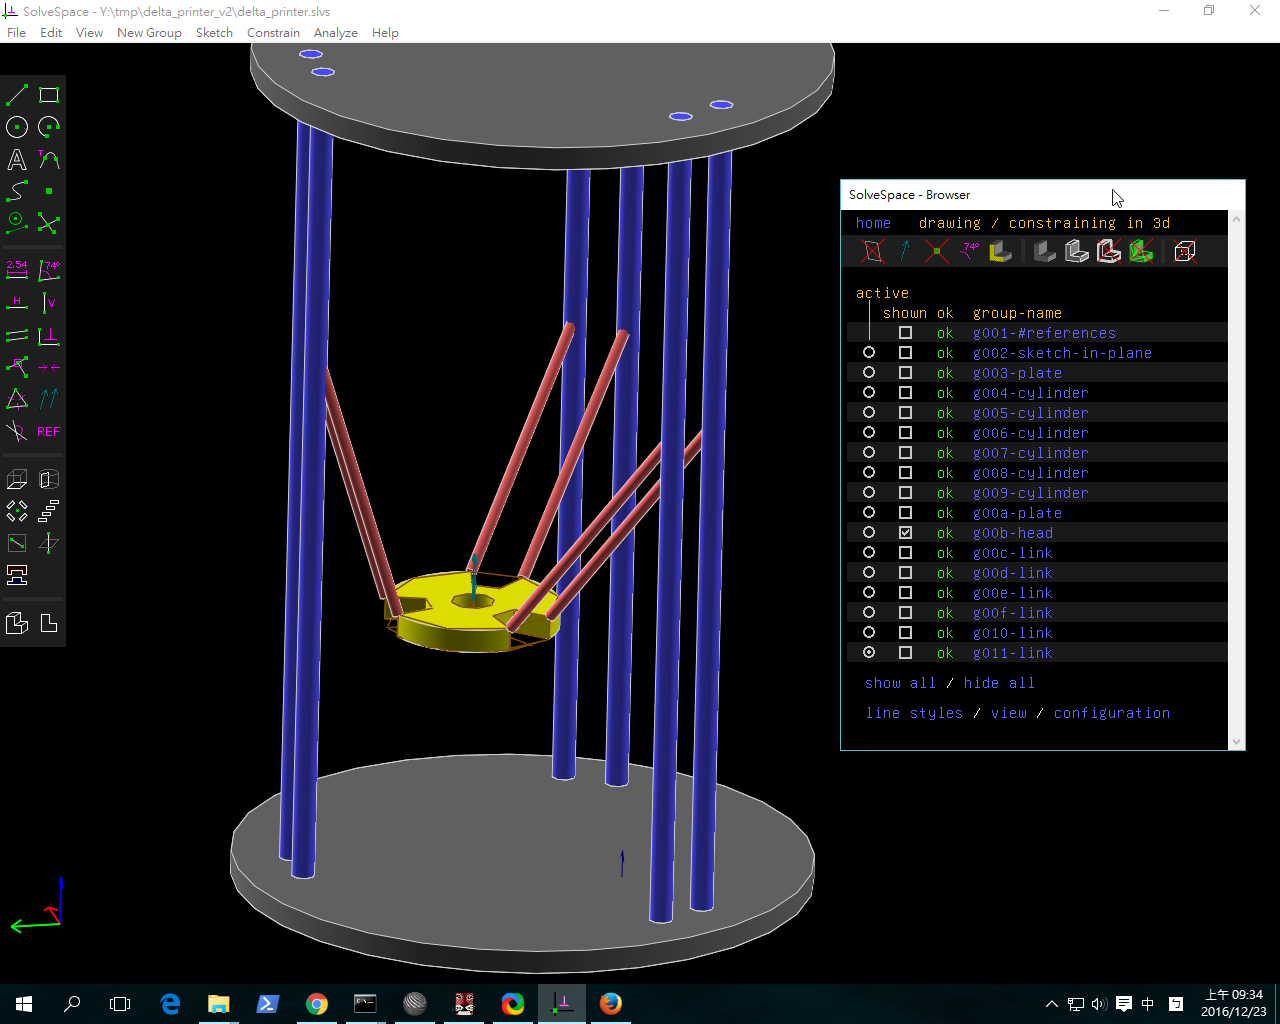 SolveSpace - Y:\tmp\delta_printer_v2\delta_printer.slvs
File Edit View New Group Sketch Constrain Analyze Help
A T
2.54 74°
H V
REF
SolveSpace - Browser
home drawing / constraining in 3d
74°
active
shown ok group-name
ok g001-#references
ok g002-sketch-in-plane
ok g003-plate
ok g004-cylinder
ok g005-cylinder
ok g006-cylinder
ok g007-cylinder
ok g008-cylinder
ok g009-cylinder
ok g00a-plate
ok g00b-head
ok g00c-link
ok g00d-link
ok g00e-link
ok g00f-link
ok g010-link
ok g011-link
show all / hide all
line styles / view / configuration
中 ㄅ
上午 09:34
2016/12/23